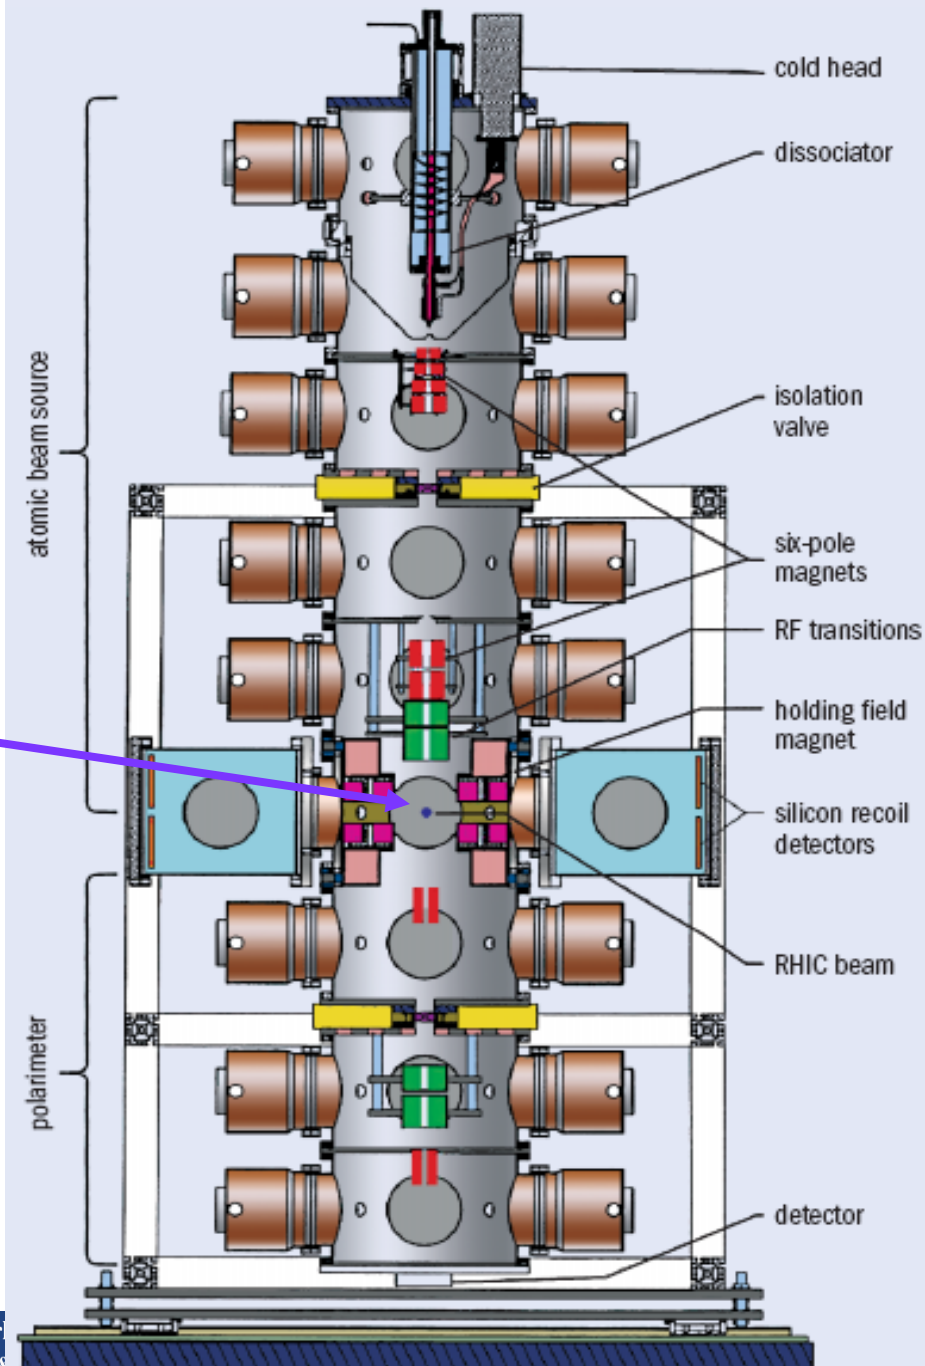 cold head
dissociator
atomic beam source
isolation
valve
six-pole
magnets
RF transitions
holding field
magnet
silicon recoil
detectors
RHIC beam
polarimeter
detector